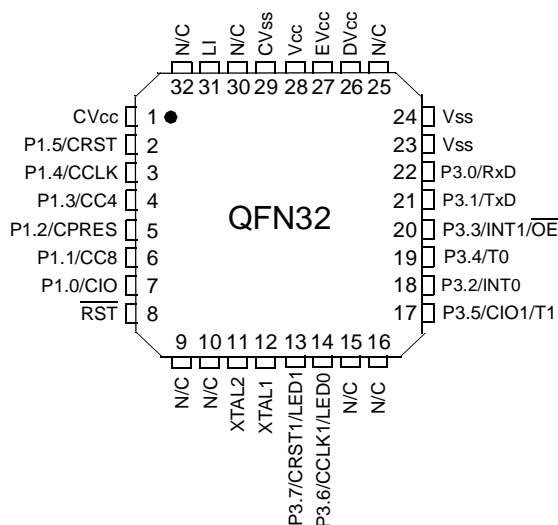 N/C
LI
N/C
CVss
Vcc
EVcc
DVcc
N/C
32 31 30 29 28 27 26 25
CVcc 1
P1.5/CRST 2
P1.4/CCLK 3
P1.3/CC4 4
P1.2/CPRES 5
P1.1/CC8 6
P1.0/CIO 7
R̅S̅T̅ 8
QFN32
24 Vss
23 Vss
22 P3.0/RxD
21 P3.1/TxD
20 P3.3/INT1/O̅E̅
19 P3.4/T0
18 P3.2/INT0
17 P3.5/CIO1/T1
9 10 11 12 13 14 15 16
N/C
N/C
XTAL2
XTAL1
P3.7/CRST1/LED1
P3.6/CCLK1/LED0
N/C
N/C